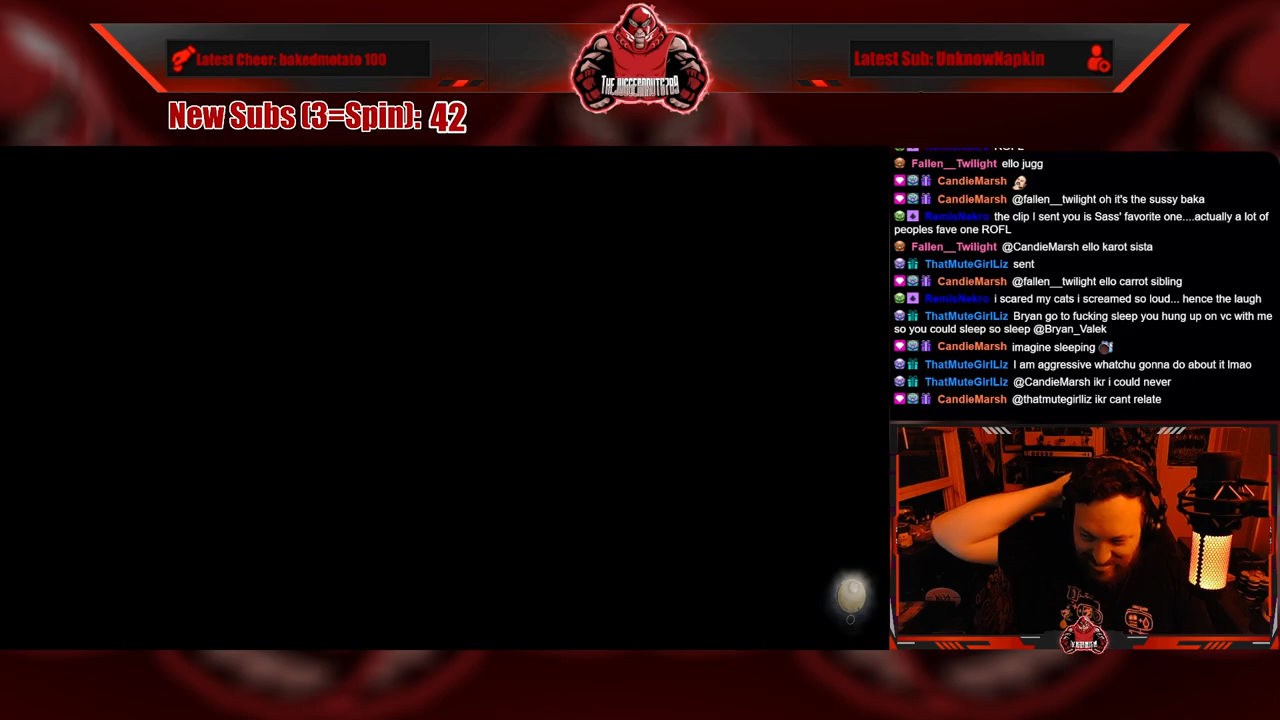 Latest Cheer: bakedmotato 100
THEJUGGERNAUT6789
Latest Sub: UnknowNapkin
New Subs (3=Spin): 42
Fallen__Twilight ello jugg
CandieMarsh
CandieMarsh @fallen__twilight oh it's the sussy baka
RemisNekro the clip I sent you is Sass' favorite one....actually a lot of
peoples fave one ROFL
Fallen__Twilight @CandieMarsh ello karot sista
ThatMuteGirlLiz sent
CandieMarsh @fallen__twilight ello carrot sibling
RemisNekro i scared my cats i screamed so loud... hence the laugh
ThatMuteGirlLiz Bryan go to fucking sleep you hung up on vc with me
so you could sleep so sleep @Bryan_Valek
CandieMarsh imagine sleeping
ThatMuteGirlLiz I am aggressive whatchu gonna do about it lmao
ThatMuteGirlLiz @CandieMarsh ikr i could never
CandieMarsh @thatmutegirlliz ikr cant relate